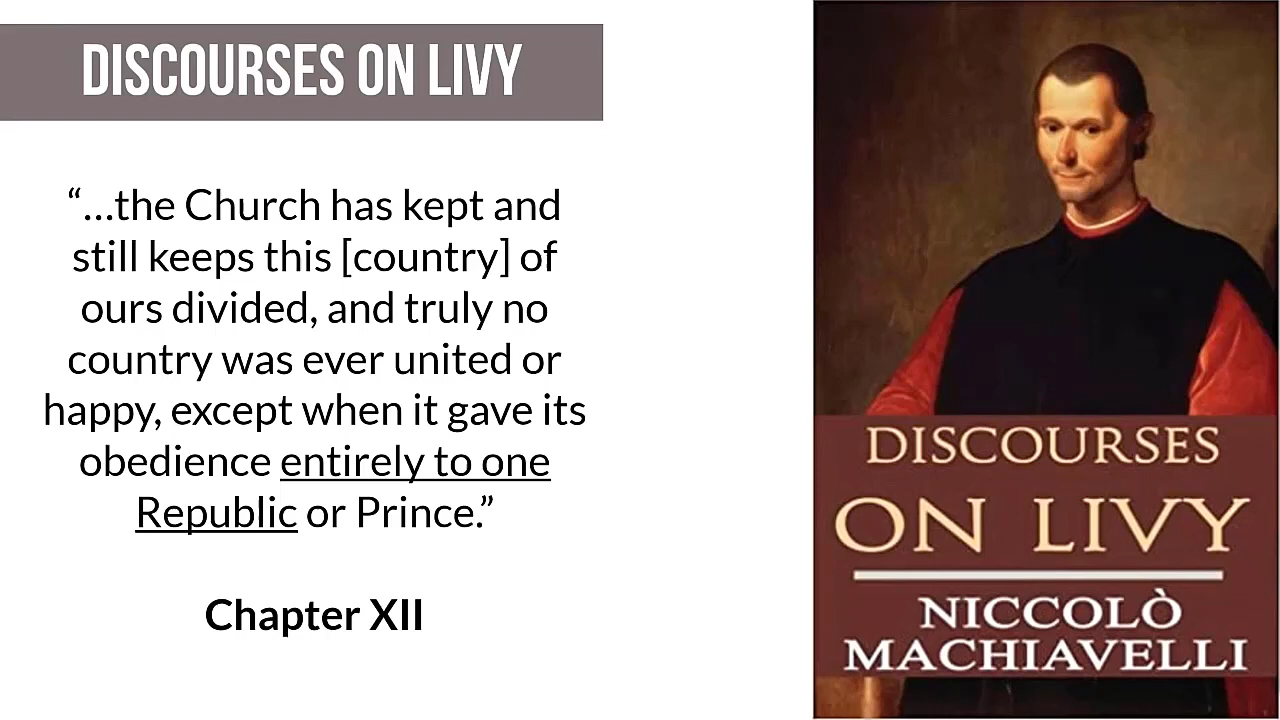 DISCOURSES ON LIVY
“…the Church has kept and
still keeps this [country] of
ours divided, and truly no
country was ever united or
happy, except when it gave its
obedience entirely to one
Republic or Prince.”
Chapter XII
DISCOURSES
ON LIVY
NICCOLÒ
MACHIAVELLI